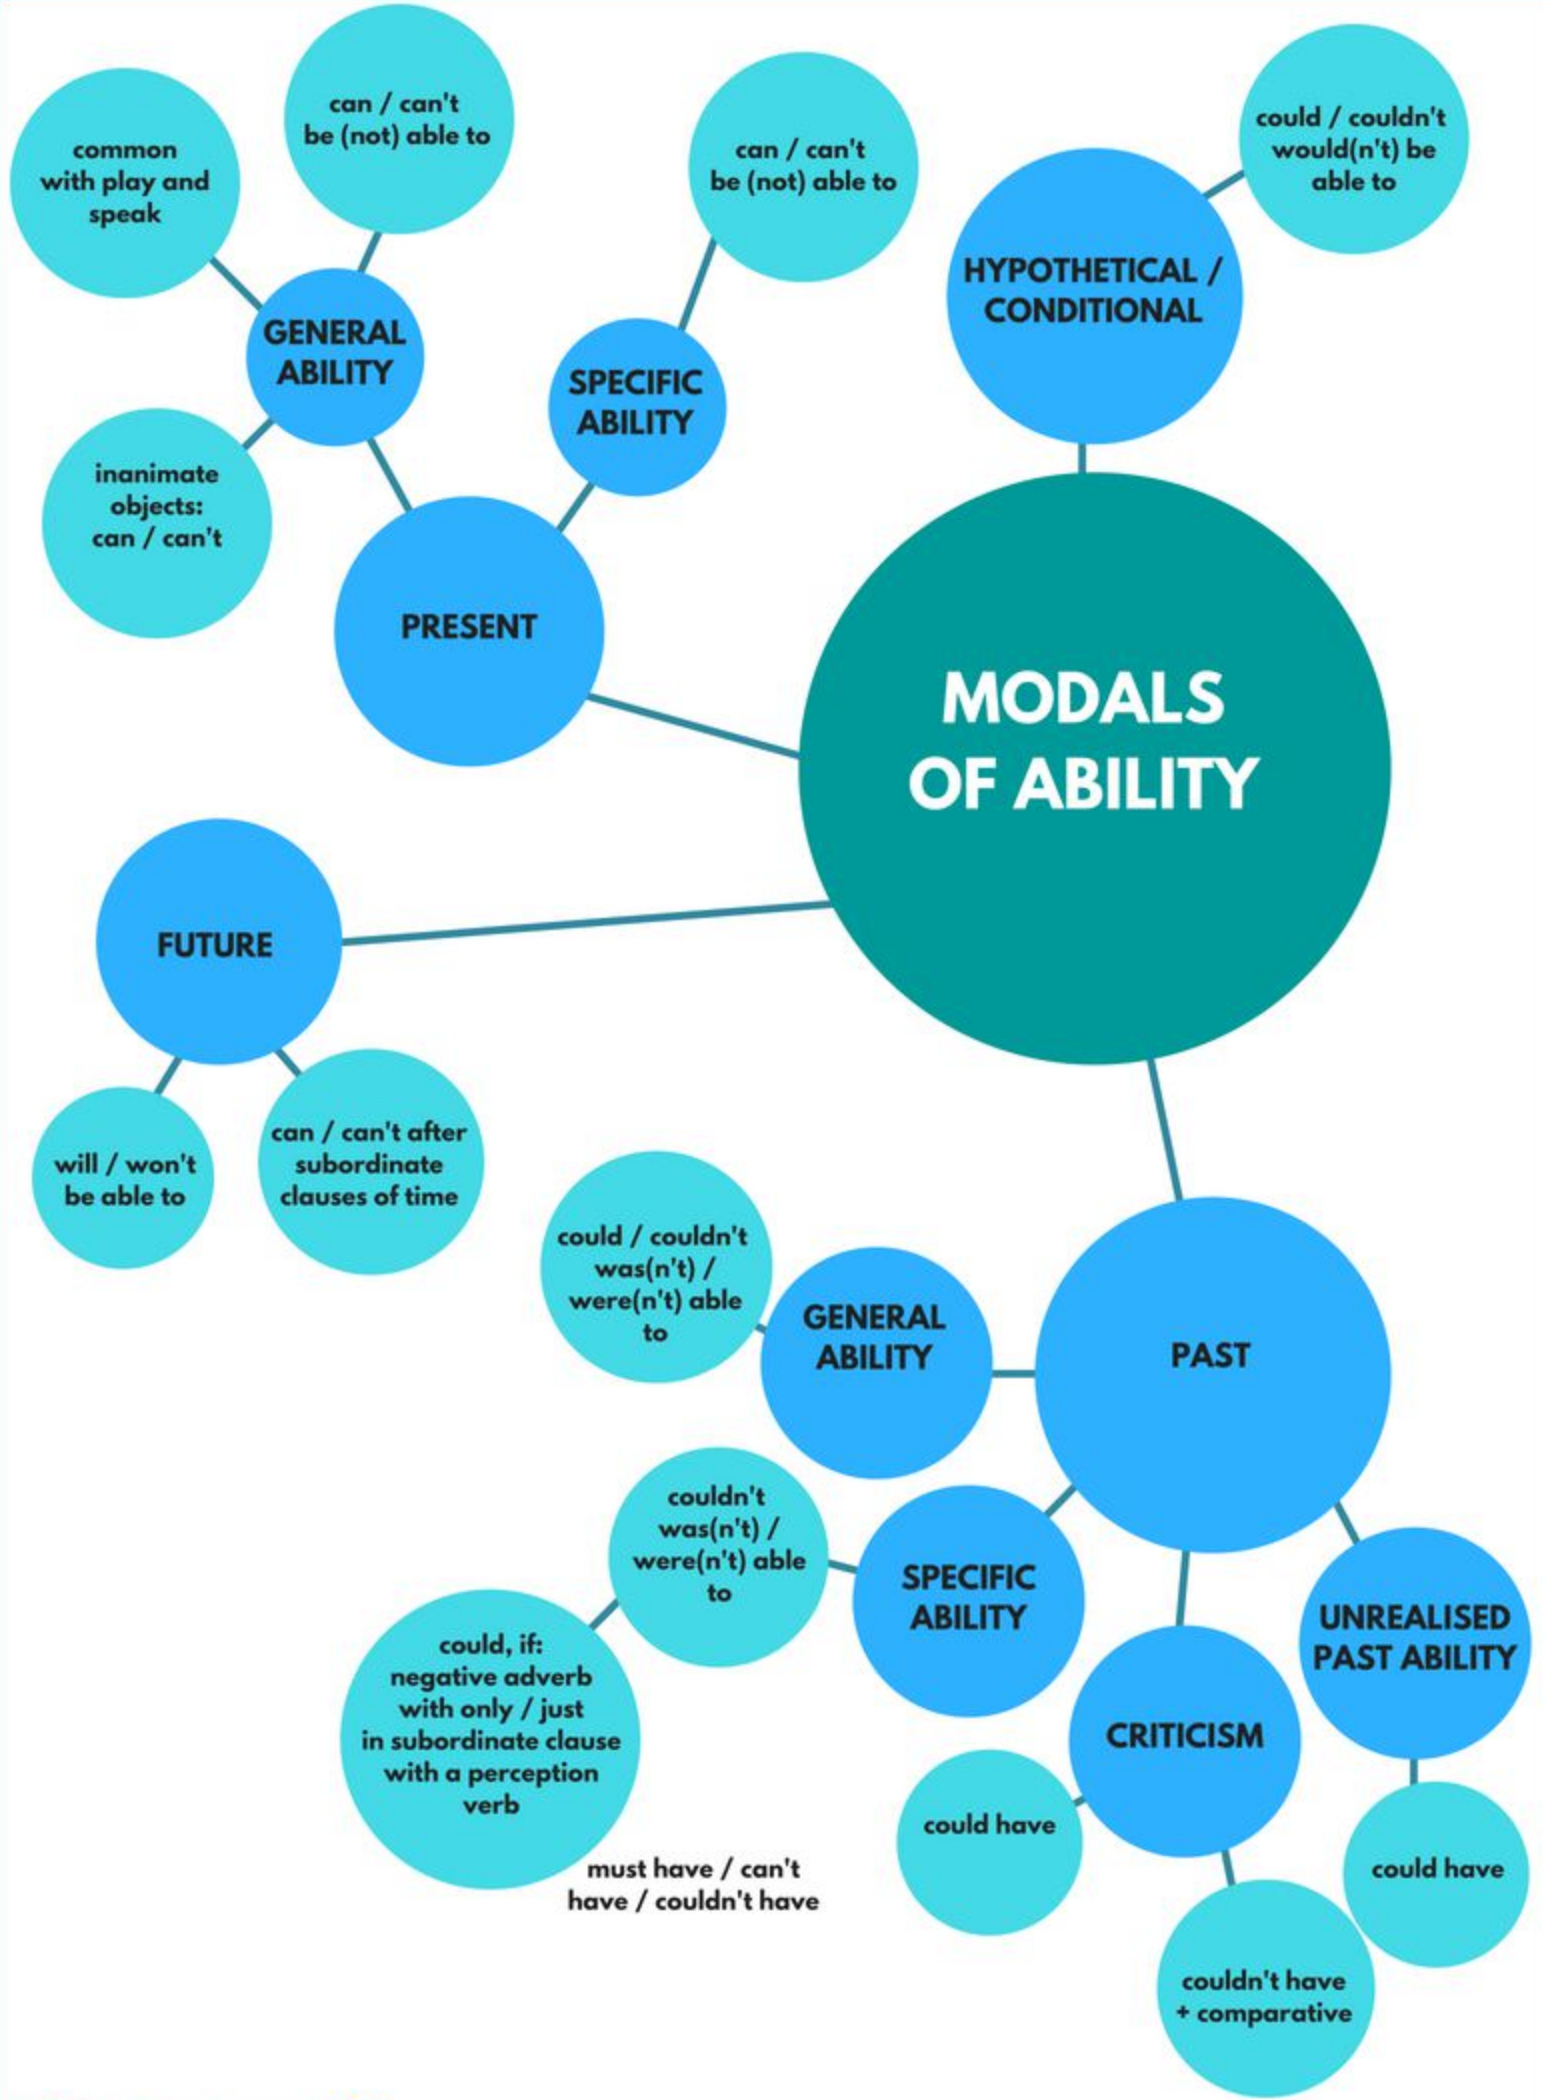 can / can't
be (not) able to
common
with play and
speak
can / can't
be (not) able to
could / couldn't
would(n't) be
able to
HYPOTHETICAL /
CONDITIONAL
GENERAL
ABILITY
SPECIFIC
ABILITY
inanimate
objects:
can / can't
PRESENT
MODALS
OF ABILITY
FUTURE
will / won't
be able to
can / can't after
subordinate
clauses of time
could / couldn't
was(n't) /
were(n't) able
to
GENERAL
ABILITY
PAST
couldn't
was(n't) /
were(n't) able
to
SPECIFIC
ABILITY
UNREALISED
PAST ABILITY
could, if:
negative adverb
with only / just
in subordinate clause
with a perception
verb
CRITICISM
could have
could have
must have / can't
have / couldn't have
couldn't have
+ comparative